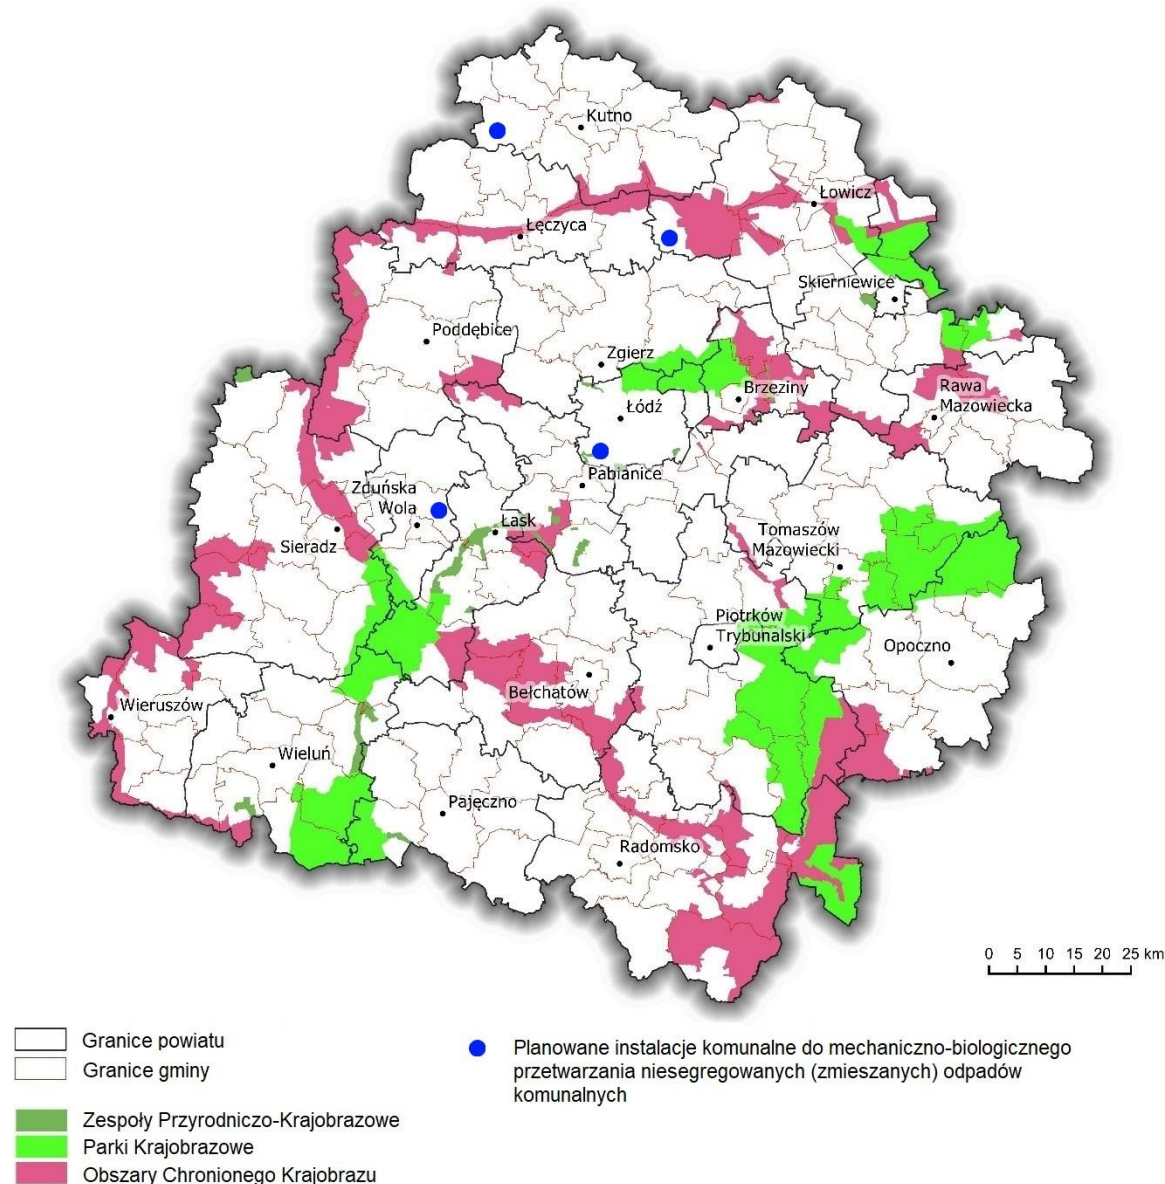 Kutno
Łowicz
Łęczyca
Skierniewice
Poddębice
Zgierz
Brzeziny
Rawa
Mazowiecka
Łódź
Pabianice
Zduńska
Wola
Łask
Sieradz
Tomaszów
Mazowiecki
Piotrków
Trybunalski
Opoczno
Bełchatów
Wieruszów
Wieluń
Pajęczno
Radomsko
0 5 10 15 20 25 km
Granice powiatu
Granice gminy
Zespoły Przyrodniczo-Krajobrazowe
Parki Krajobrazowe
Obszary Chronionego Krajobrazu
Planowane instalacje komunalne do mechaniczno-biologicznego
przetwarzania niesegregowanych (zmieszanych) odpadów
komunalnych